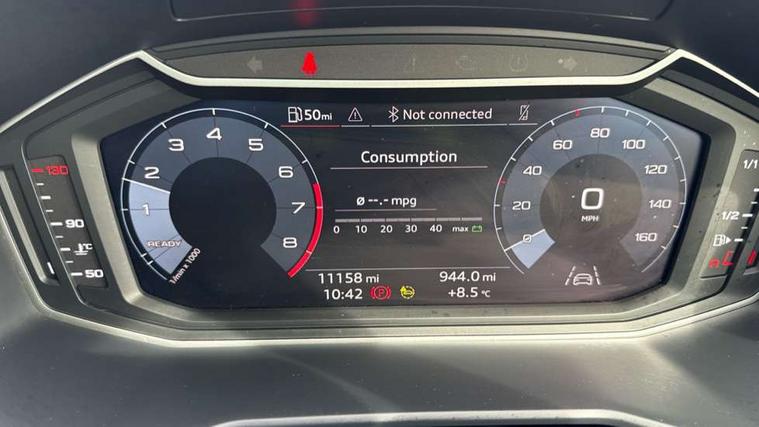 50mi Not connected
Consumption
ø --.- mpg
0 10 20 30 40 max
11158 mi 944.0 mi
10:42 P +8.5 °C
READY 1 2 3 4 5 6 7 8
1/min x 1000
0 20 40 60 80 100 120 140 160
0
MPH
130
90
°C
50
1/1
1/2